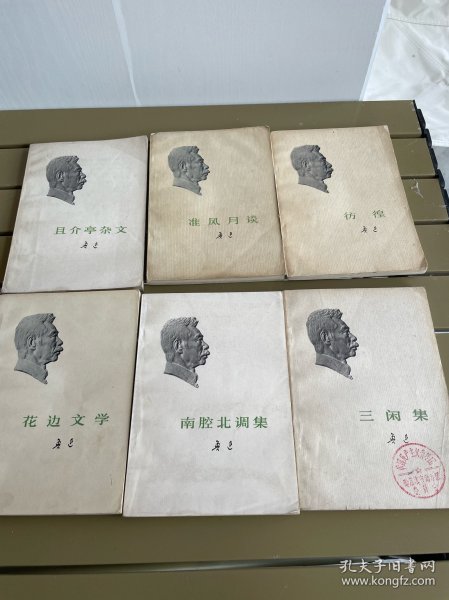 且介亭杂文
鲁迅
准风月谈
鲁迅
彷徨
鲁迅
花边文学
鲁迅
南腔北调集
鲁迅
三闲集
鲁迅
孔夫子旧书网
www.kongfz.com